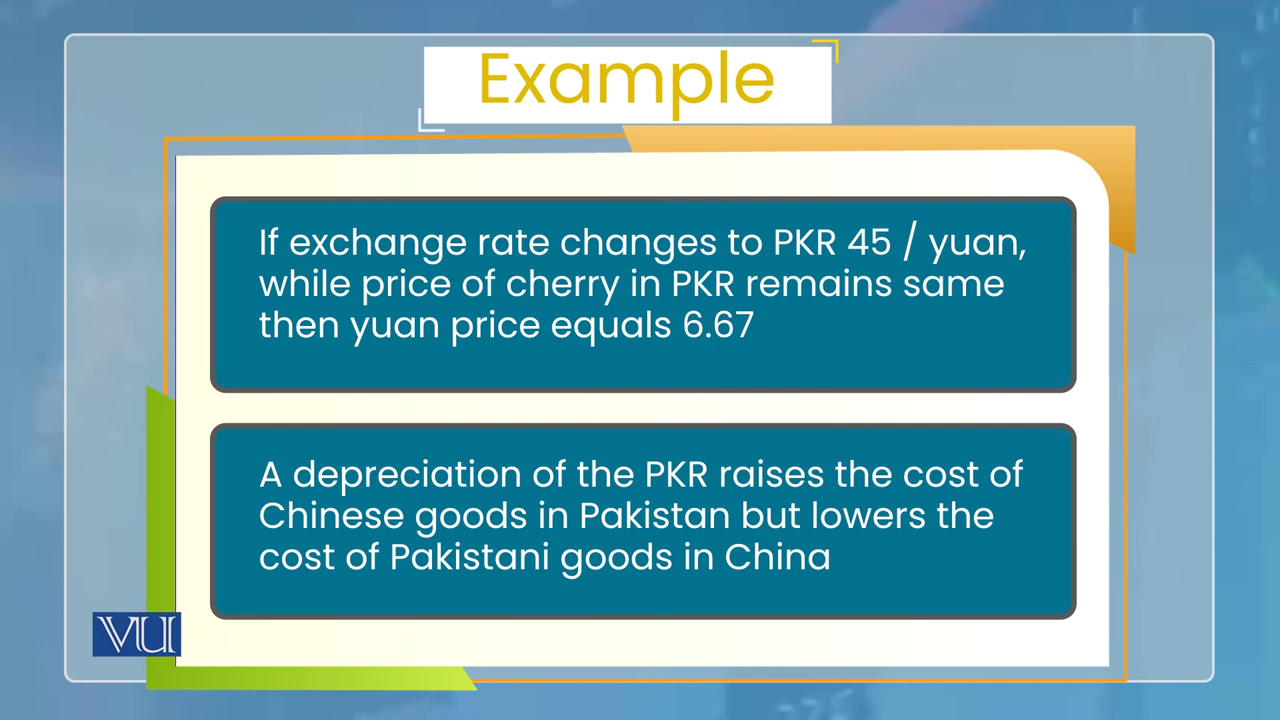 Example
If exchange rate changes to PKR 45 / yuan,
while price of cherry in PKR remains same
then yuan price equals 6.67
A depreciation of the PKR raises the cost of
Chinese goods in Pakistan but lowers the
cost of Pakistani goods in China
VU